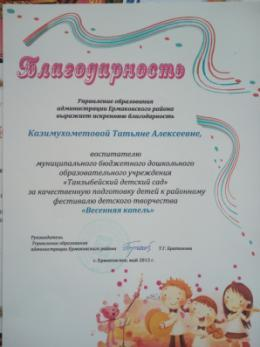 Благодарность
Управление образования
администрации Ермаковского района
выражает искреннюю благодарность
Казимухометовой Татьяне Алексеевне,
воспитателю
муниципального бюджетного дошкольного
образовательного учреждения
«Танзыбейский детский сад»
за качественную подготовку детей к районному
фестивалю детского творчества
«Весенняя капель»
Руководитель
Управления образования
администрации Ермаковского района
Т.Г. Братикова
с. Ермаковское, май 2012 г.